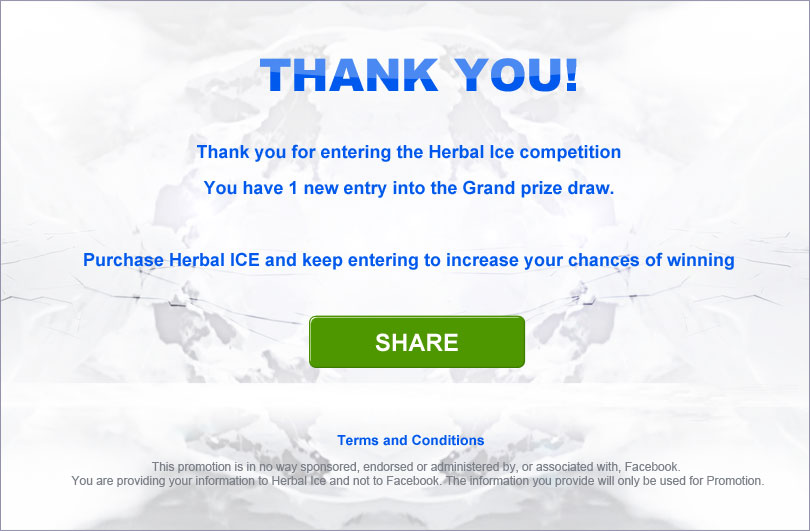 THANK YOU!
Thank you for entering the Herbal Ice competition
You have 1 new entry into the Grand prize draw.
Purchase Herbal ICE and keep entering to increase your chances of winning
SHARE
Terms and Conditions
This promotion is in no way sponsored, endorsed or administered by, or associated with, Facebook.
You are providing your information to Herbal Ice and not to Facebook. The information you provide will only be used for Promotion.